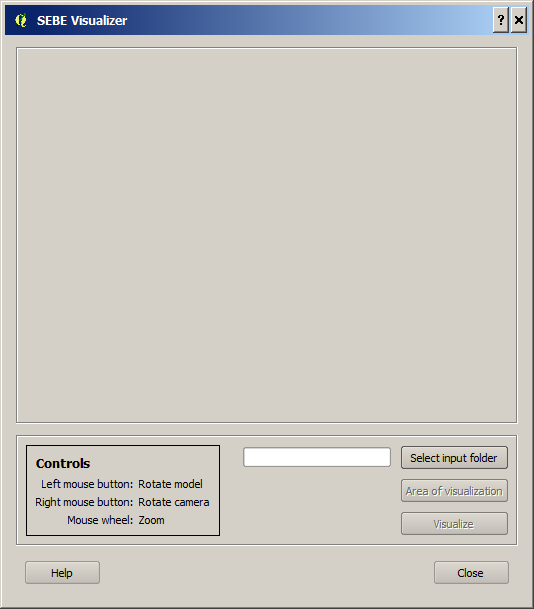 SEBE Visualizer
Controls
Left mouse button: Rotate model
Right mouse button: Rotate camera
Mouse wheel: Zoom
Select input folder
Area of visualization
Visualize
Help
Close